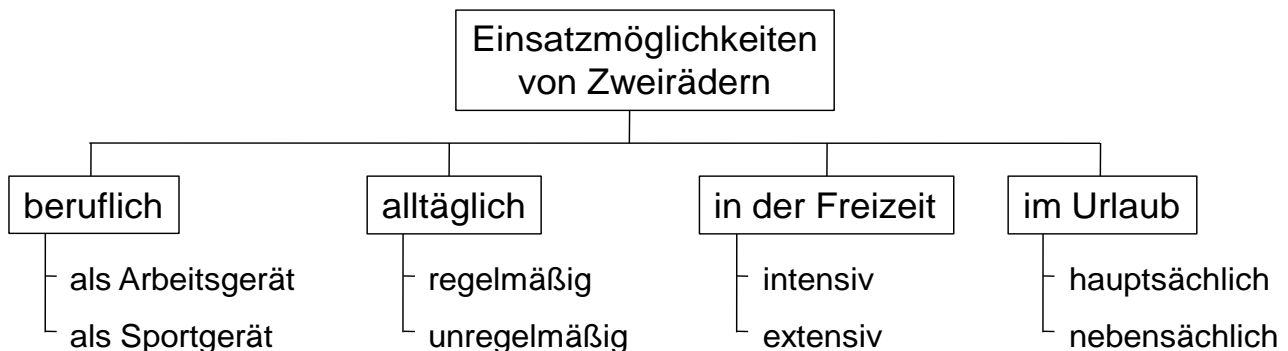 Einsatzmöglichkeiten
von Zweirädern
beruflich
als Arbeitsgerät
als Sportgerät
alltäglich
regelmäßig
unregelmäßig
in der Freizeit
intensiv
extensiv
im Urlaub
hauptsächlich
nebensächlich